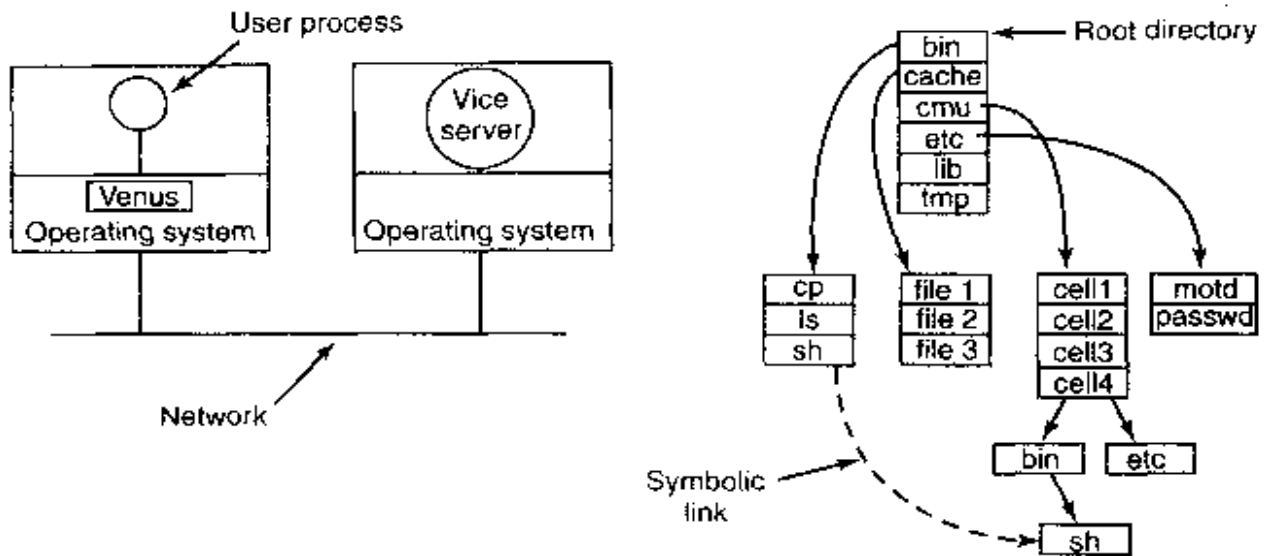 User process
Vice
server
Venus
Operating system
Operating system
Network
Root directory
bin
cache
cmu
etc
lib
tmp
cp
ls
sh
file 1
file 2
file 3
cell1
cell2
cell3
cell4
motd
passwd
bin
etc
Symbolic
link
sh